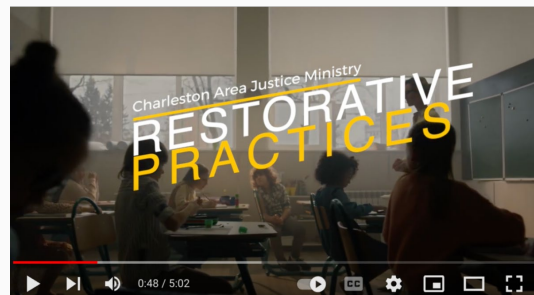 Charleston Area Justice Ministry
RESTORATIVE
PRACTICES
0:48 / 5:02
CC